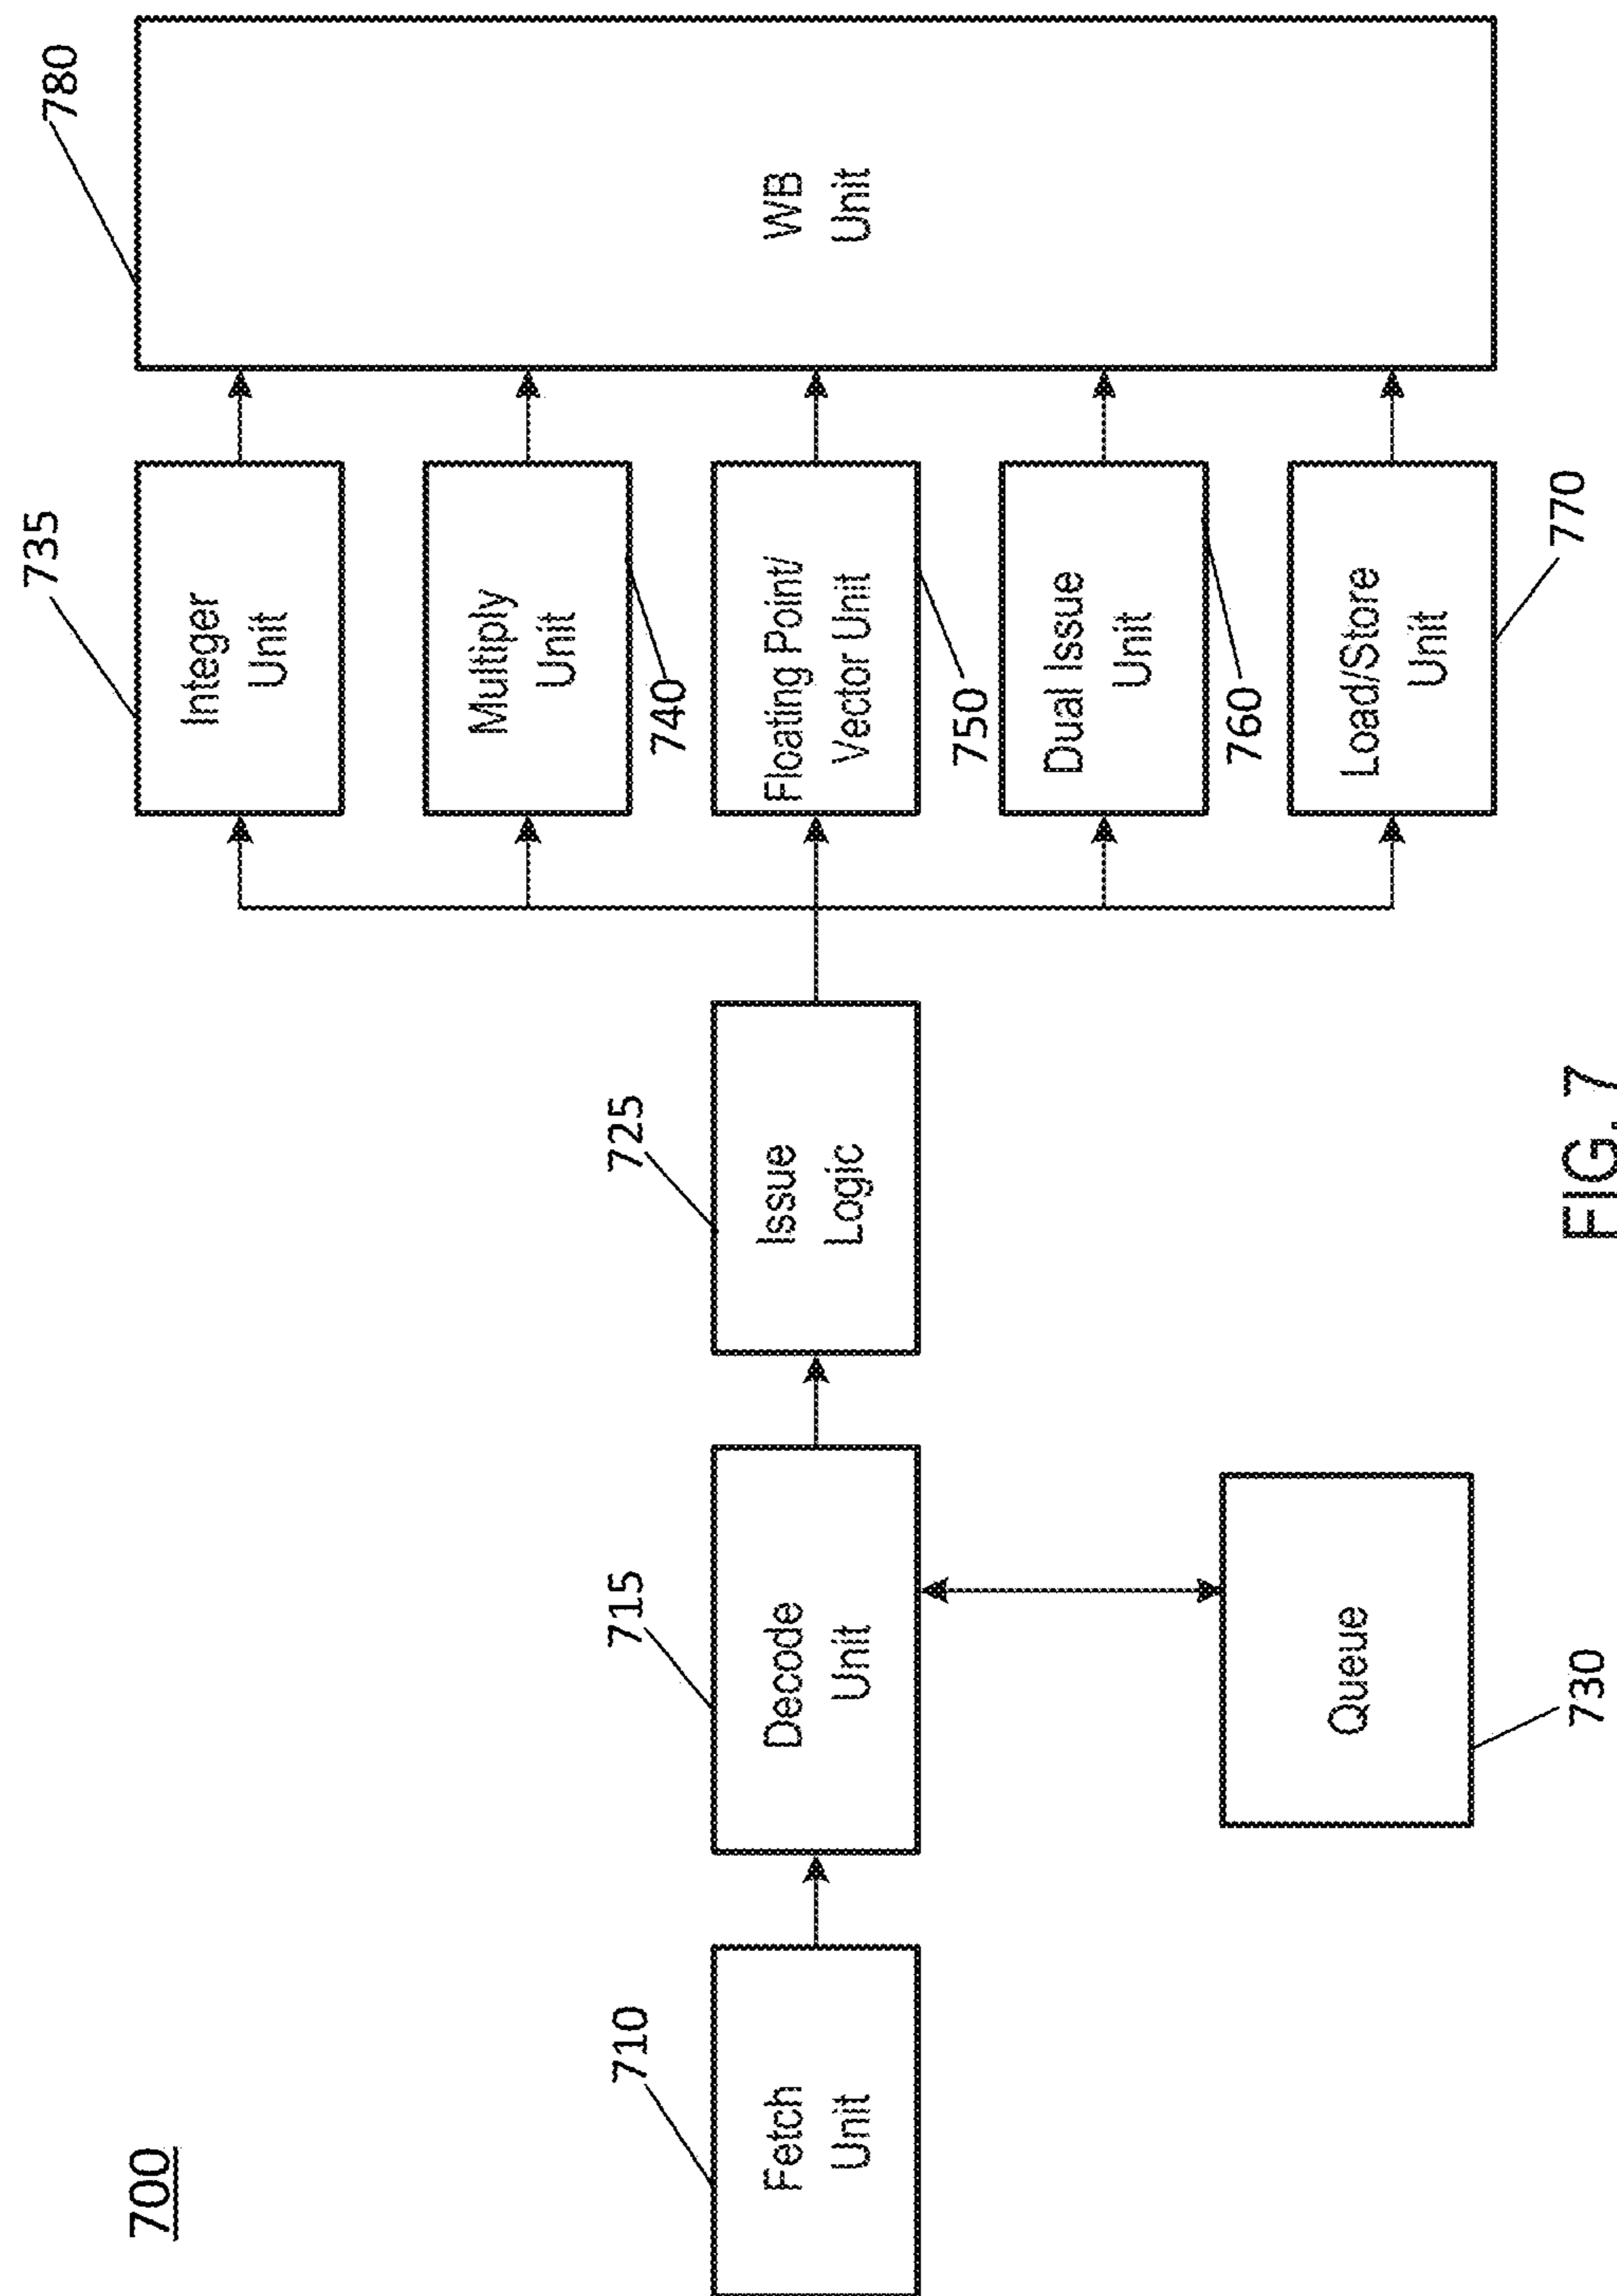 700
710
Fetch
Unit
715
Decode
Unit
Queue
730
725
Issue
Logic
735
Integer
Unit
Multiply
Unit
740
Floating Point/
Vector Unit
750
Dual Issue
Unit
760
Load/Store
Unit
770
780
WB
Unit
FIG. 7